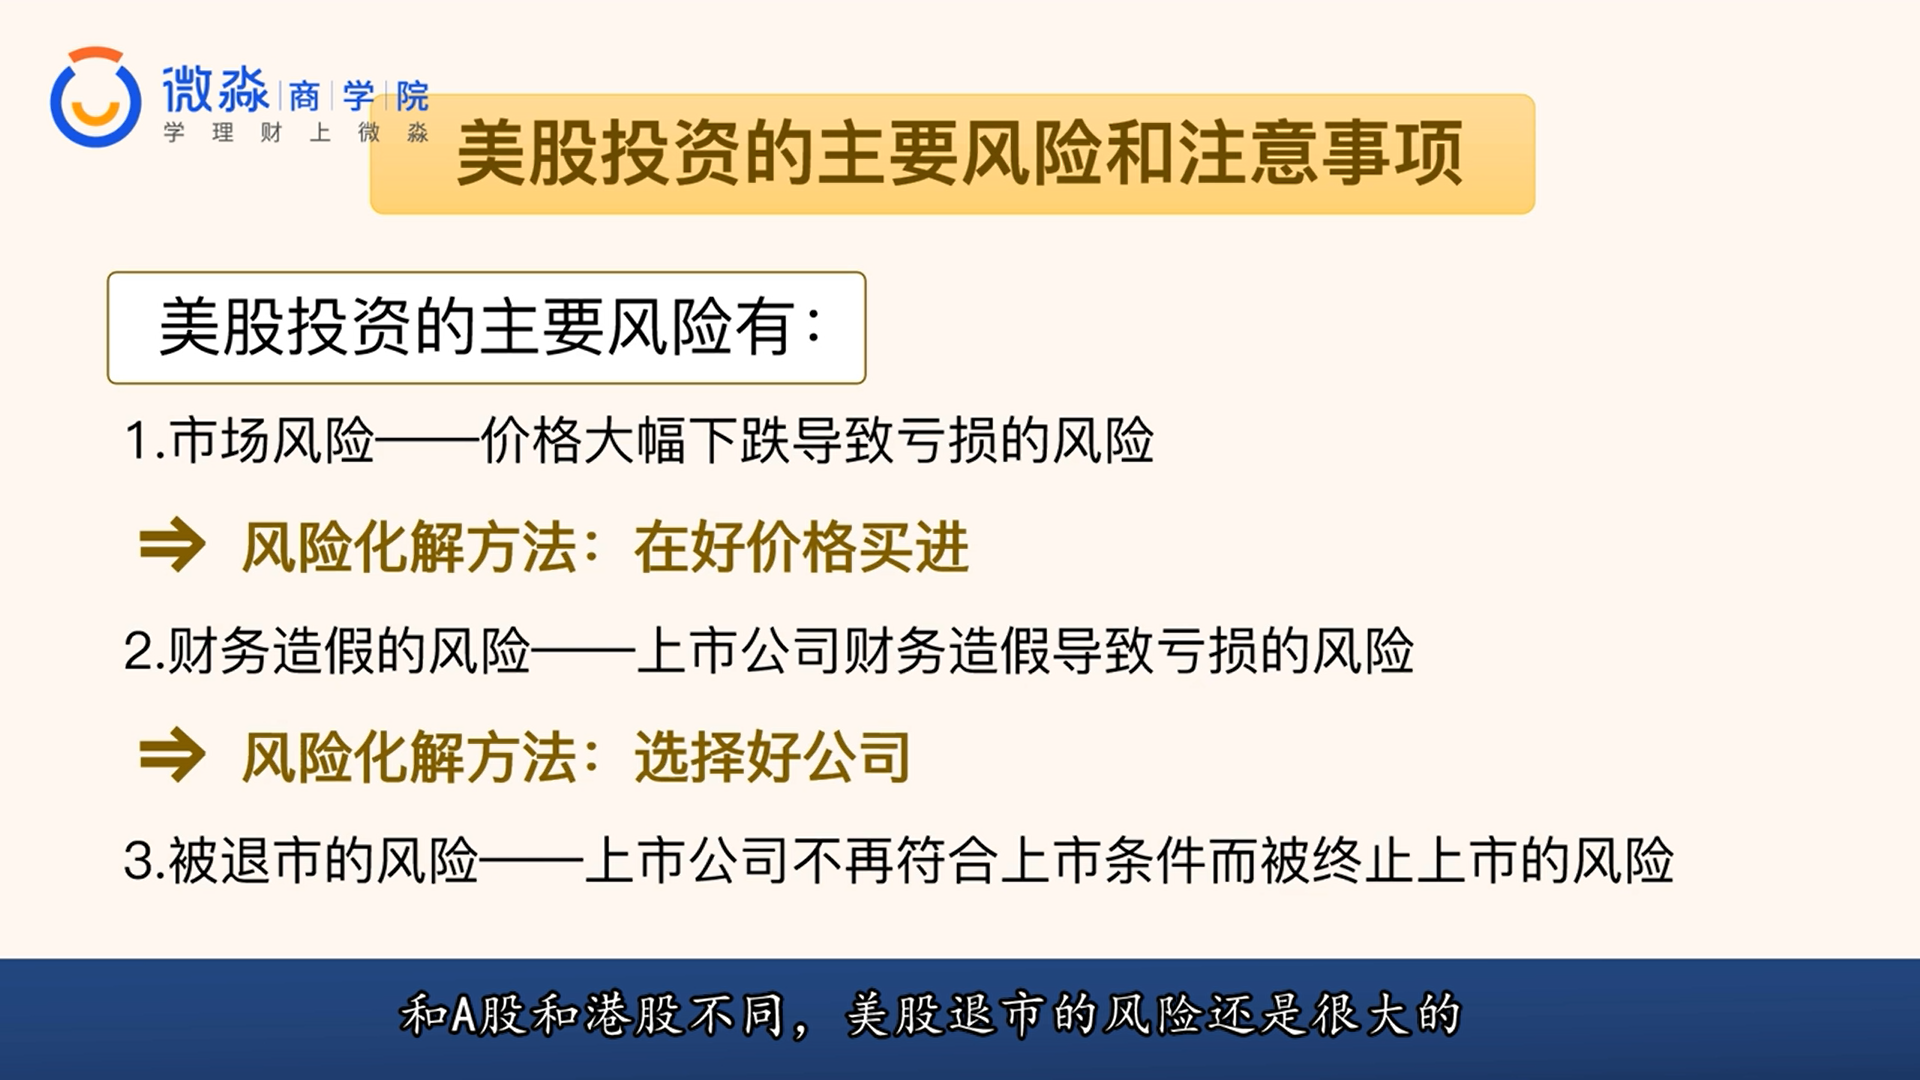 微淼|商|学|院
学理财上微淼
美股投资的主要风险和注意事项
美股投资的主要风险有：
1.市场风险——价格大幅下跌导致亏损的风险
⇒ 风险化解方法：在好价格买进
2.财务造假的风险——上市公司财务造假导致亏损的风险
⇒ 风险化解方法：选择好公司
3.被退市的风险——上市公司不再符合上市条件而被终止上市的风险
和A股和港股不同，美股退市的风险还是很大的